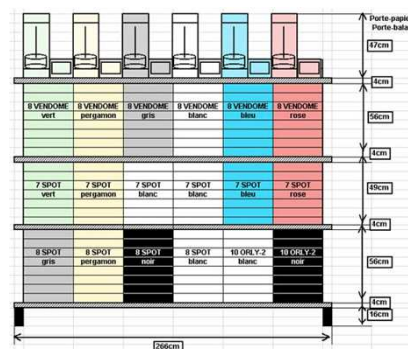 Porte-papie
Porte-bala
47cm
4cm
8 VENDOME vert
8 VENDOME pergamon
8 VENDOME gris
8 VENDOME blanc
8 VENDOME bleu
8 VENDOME rose
56cm
4cm
7 SPOT vert
7 SPOT pergamon
7 SPOT blanc
7 SPOT blanc
7 SPOT bleu
7 SPOT rose
49cm
4cm
8 SPOT gris
8 SPOT pergamon
8 SPOT noir
8 SPOT blanc
10 ORLY-2 blanc
10 ORLY-2 noir
56cm
4cm
16cm
266cm